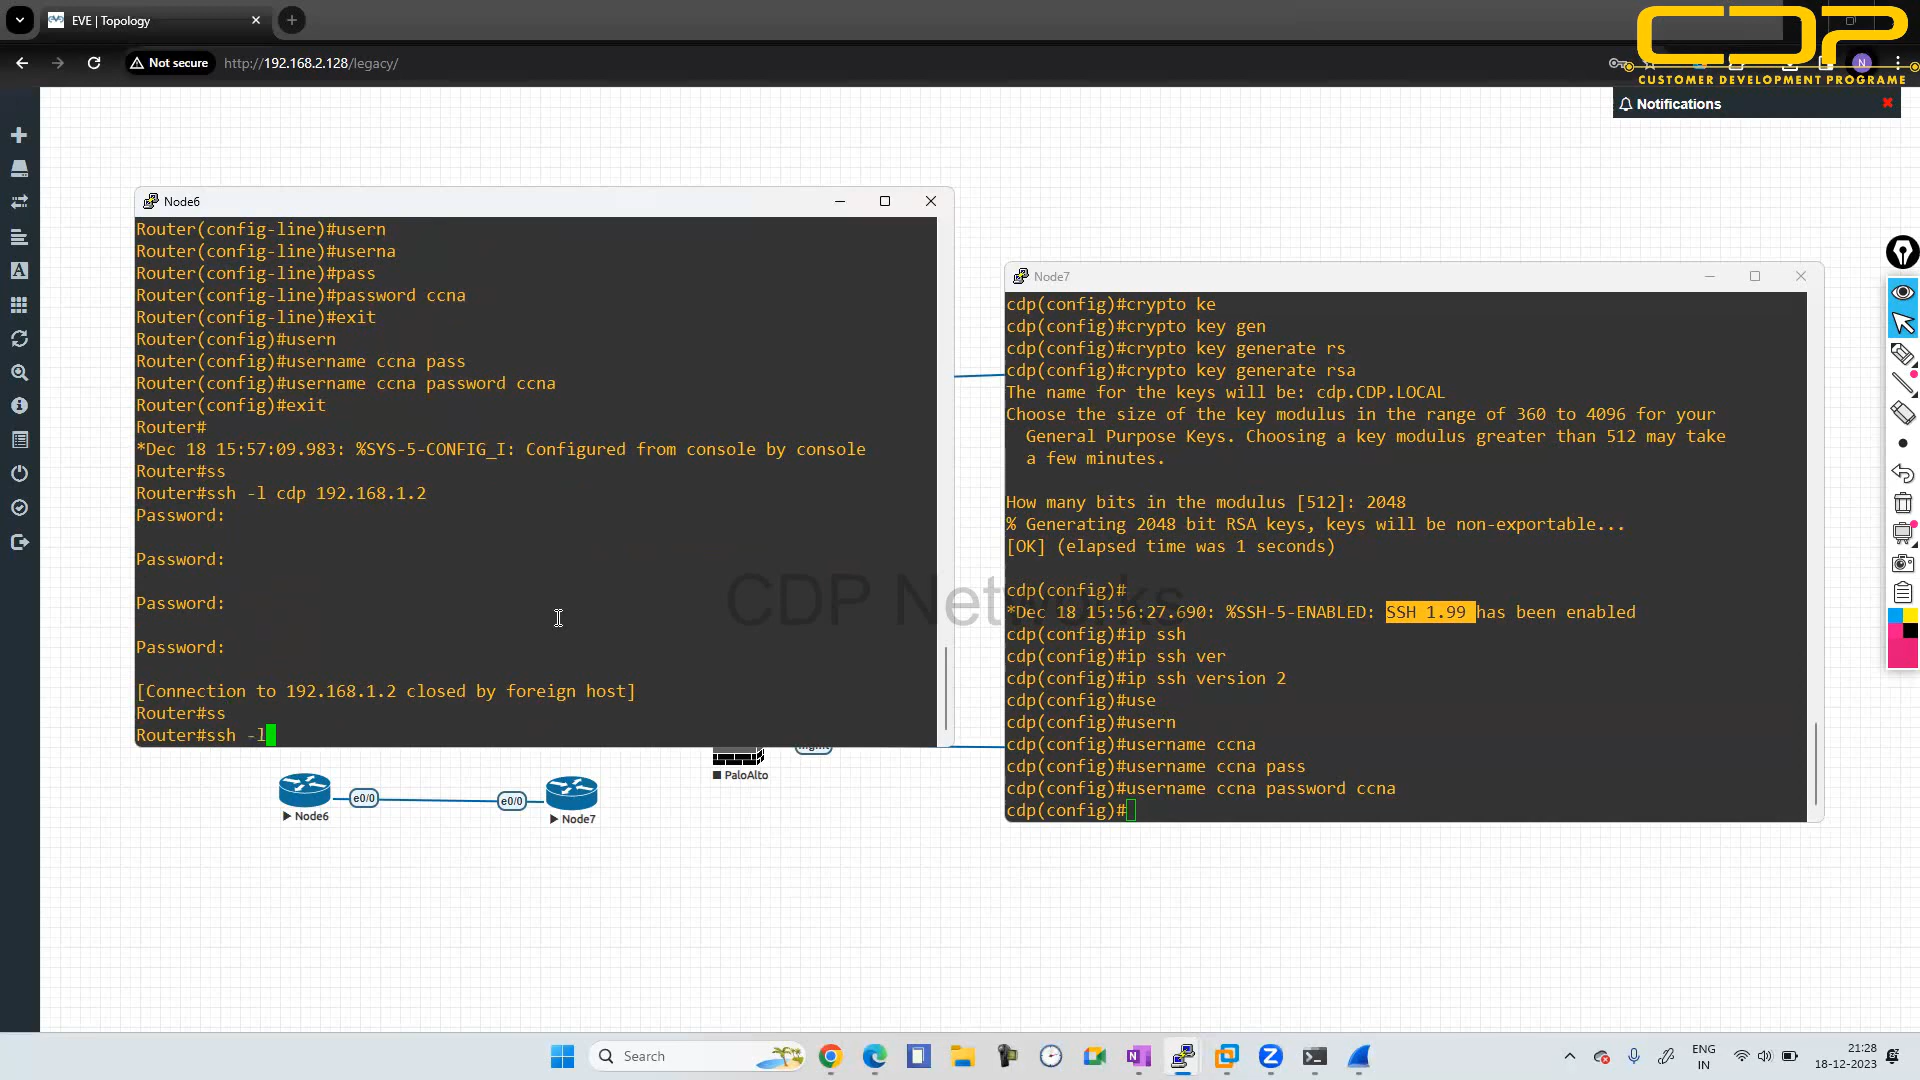 EVE | Topology
Not secure
http://192.168.2.128/legacy/
CDP
CUSTOMER DEVELOPMENT PROGRAME
N
Notifications
Node6
Router(config-line)#usern
Router(config-line)#userna
Router(config-line)#pass
Router(config-line)#password ccna
Router(config-line)#exit
Router(config)#usern
Router(config)#username ccna pass
Router(config)#username ccna password ccna
Router(config)#exit
Router#
*Dec 18 15:57:09.983: %SYS-5-CONFIG_I: Configured from console by console
Router#ss
Router#ssh -l cdp 192.168.1.2
Password:
Password:
Password:
Password:
[Connection to 192.168.1.2 closed by foreign host]
Router#ss
Router#ssh -l
Node7
cdp(config)#crypto ke
cdp(config)#crypto key gen
cdp(config)#crypto key generate rs
cdp(config)#crypto key generate rsa
The name for the keys will be: cdp.CDP.LOCAL
Choose the size of the key modulus in the range of 360 to 4096 for your
General Purpose Keys. Choosing a key modulus greater than 512 may take
a few minutes.
How many bits in the modulus [512]: 2048
% Generating 2048 bit RSA keys, keys will be non-exportable...
[OK] (elapsed time was 1 seconds)
cdp(config)#
*Dec 18 15:56:27.690: %SSH-5-ENABLED: SSH 1.99 has been enabled
cdp(config)#ip ssh
cdp(config)#ip ssh ver
cdp(config)#ip ssh version 2
cdp(config)#use
cdp(config)#usern
cdp(config)#username ccna
cdp(config)#username ccna pass
cdp(config)#username ccna password ccna
cdp(config)#
CDP Networks
mgmt
PaloAlto
e0/0
e0/0
Node6
Node7
Search
ENG
IN
21:28
18-12-2023